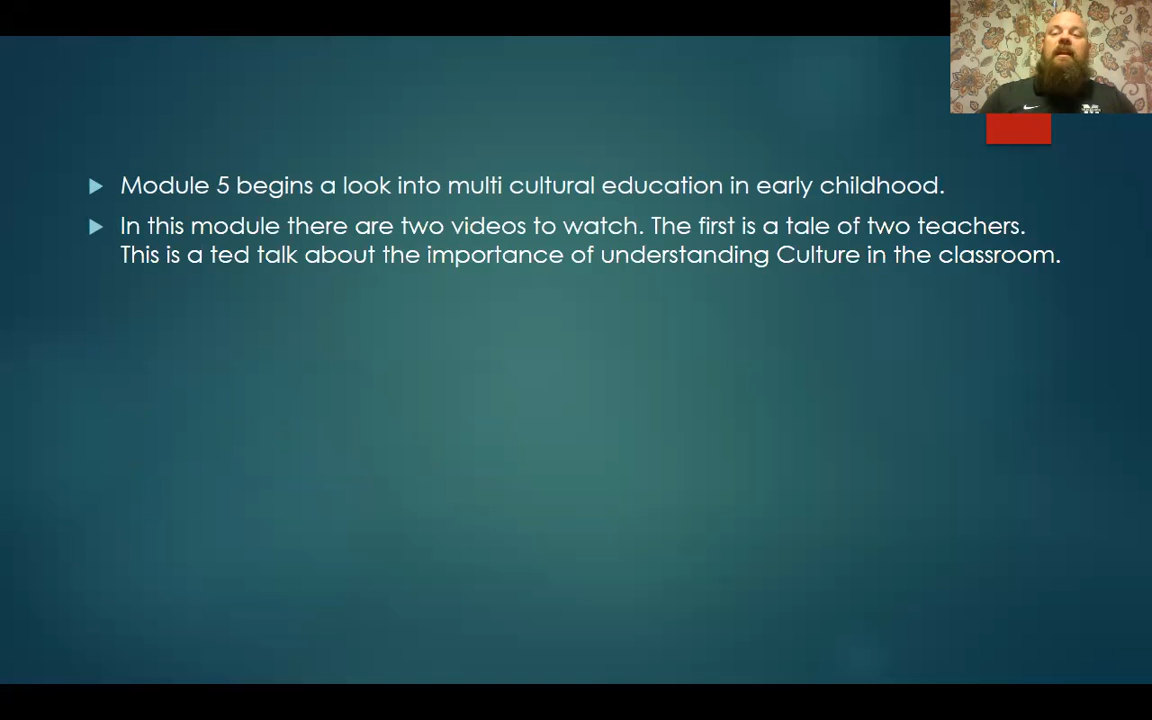 Module 5 begins a look into multi cultural education in early childhood.
In this module there are two videos to watch. The first is a tale of two teachers.
This is a ted talk about the importance of understanding Culture in the classroom.